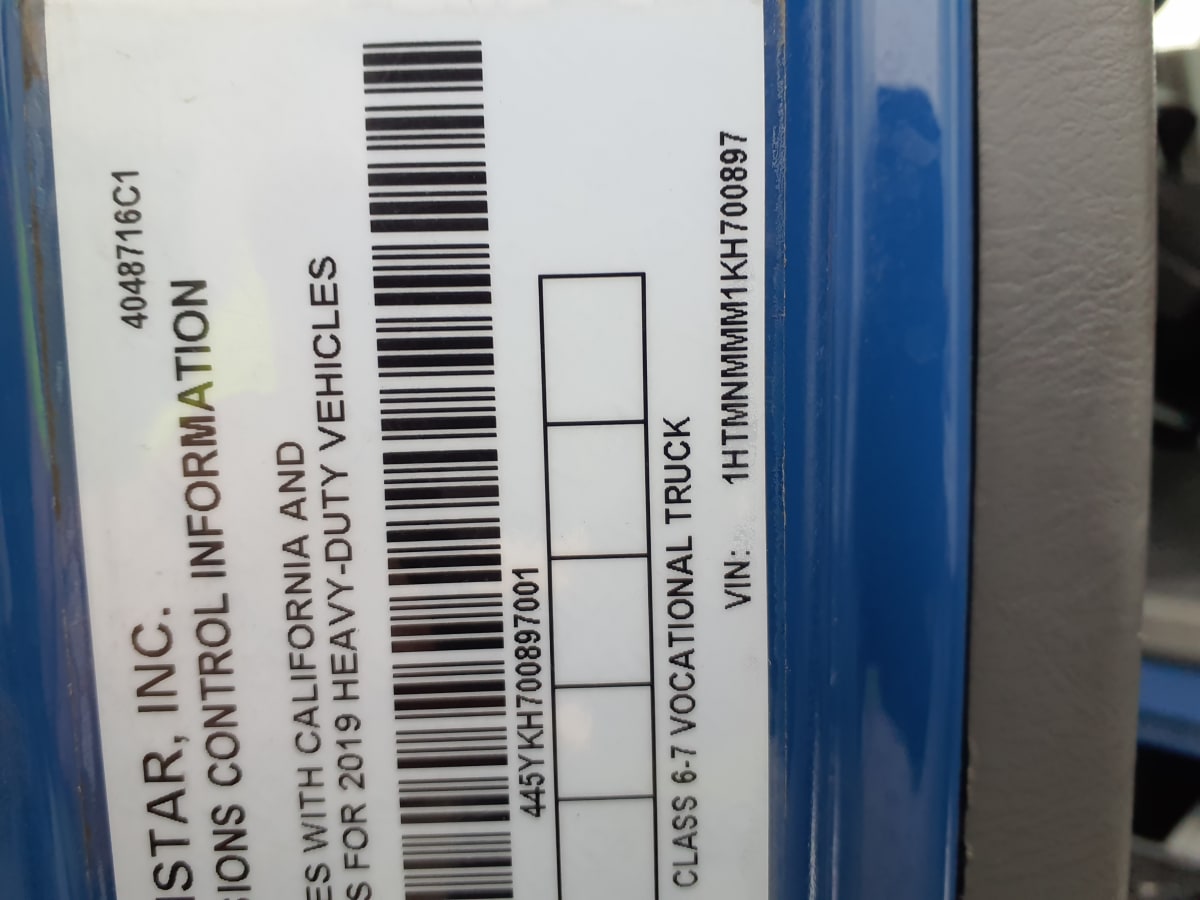 4048716C1
ISTAR, INC.
SIONS CONTROL INFORMATION
ES WITH CALIFORNIA AND
S FOR 2019 HEAVY-DUTY VEHICLES
445YKH700897001
CLASS 6-7 VOCATIONAL TRUCK
VIN: 1HTMNMMM1KH700897